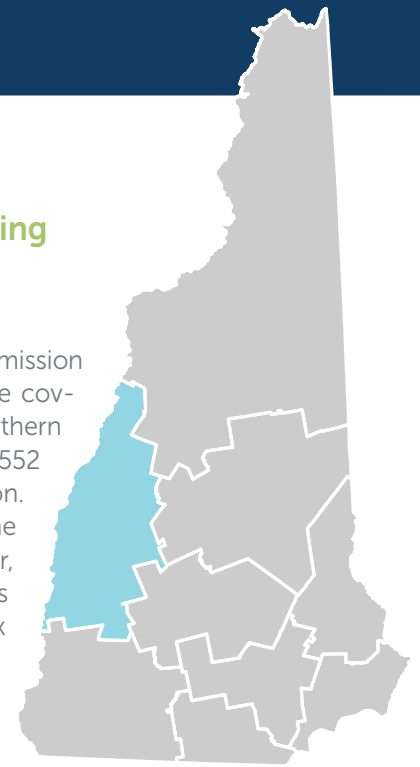 ing
mission
e cov-
thern
552
on.
ne
r,
s
x